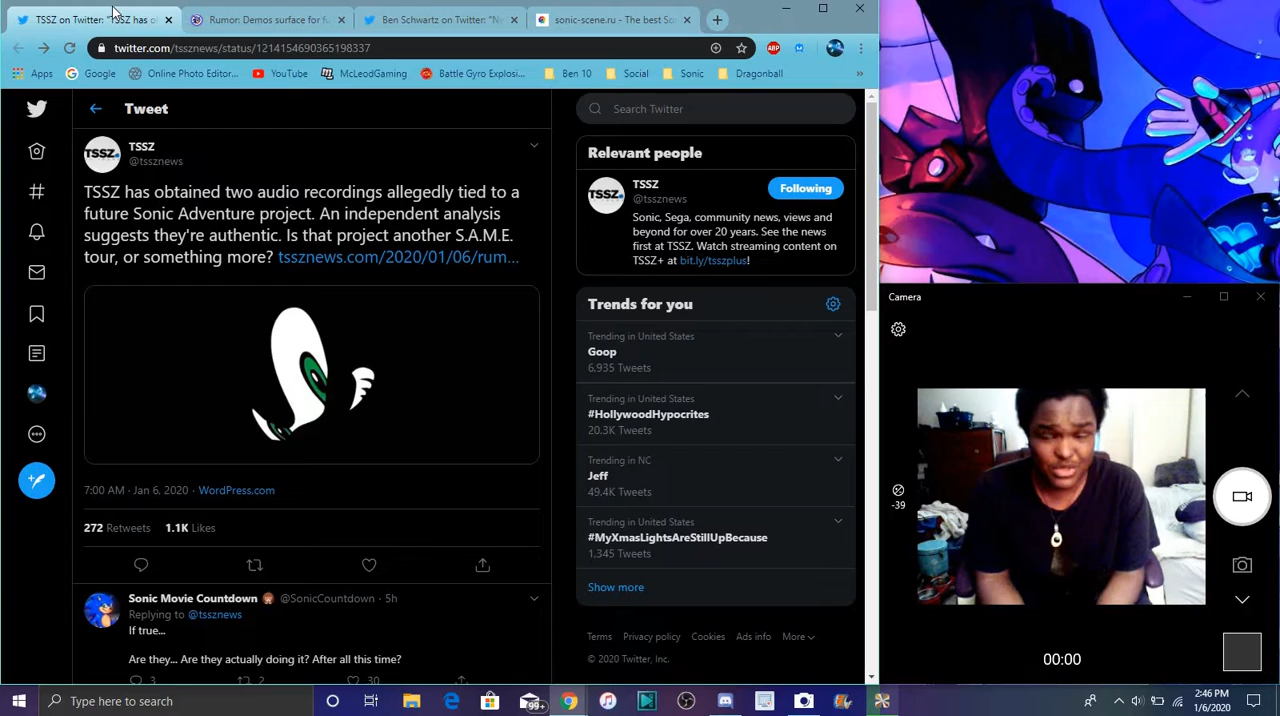 TSSZ on Twitter: "TSSZ has ol
Rumor: Demos surface for fu
Ben Schwartz on Twitter: "Ne
sonic-scene.ru - The best Son
twitter.com/tssznews/status/1214154690365198337
ABP
Apps
Google
Online Photo Editor...
YouTube
McLeodGaming
Battle Gyro Explosi...
Ben 10
Social
Sonic
Dragonball
»
Tweet
Search Twitter
TSSZ
@tssznews
TSSZ has obtained two audio recordings allegedly tied to a
future Sonic Adventure project. An independent analysis
suggests they're authentic. Is that project another S.A.M.E.
tour, or something more? tssznews.com/2020/01/06/rum...
7:00 AM · Jan 6, 2020 · WordPress.com
272 Retweets 1.1K Likes
Sonic Movie Countdown @SonicCountdown · 5h
Replying to @tssznews
If true...
Are they... Are they actually doing it? After all this time?
3 2 30
Relevant people
TSSZ
@tssznews
Following
Sonic, Sega, community news, views and
beyond for over 20 years. See the news
first at TSSZ. Watch streaming content on
TSSZ+ at bit.ly/tsszplus!
Trends for you
Trending in United States
Goop
6,935 Tweets
Trending in United States
#HollywoodHypocrites
20.3K Tweets
Trending in NC
Jeff
49.4K Tweets
Trending in United States
#MyXmasLightsAreStillUpBecause
1,345 Tweets
Show more
Terms Privacy policy Cookies Ads info More
© 2020 Twitter, Inc.
Camera
-39
00:00
Type here to search
99+
2:46 PM
1/6/2020